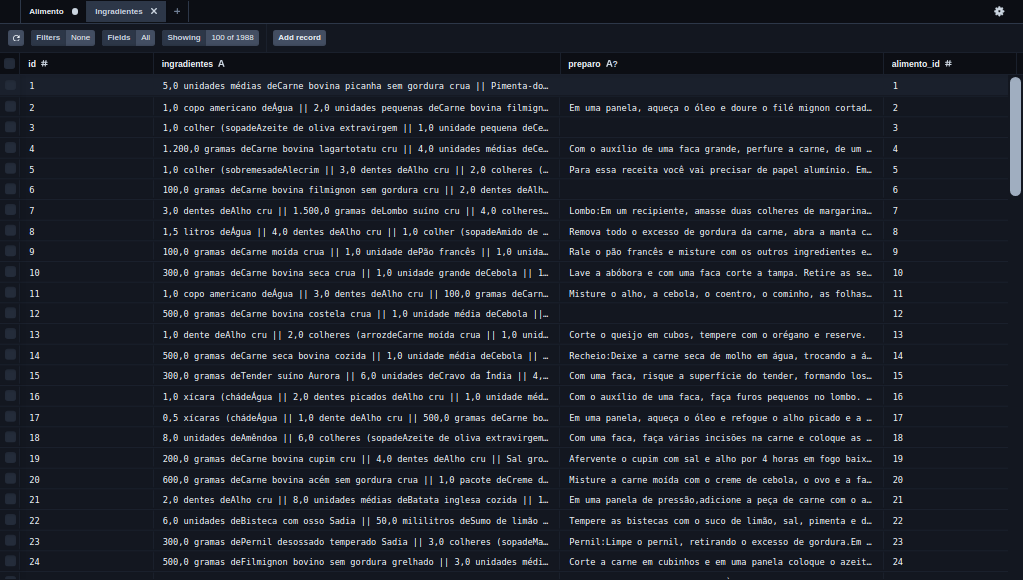 Alimento Ingredientes ✕ +
Filters None Fields All Showing 100 of 1988 Add record
id # ingredientes A preparo A? alimento_id #
1 5,0 unidades médias deCarne bovina picanha sem gordura crua || Pimenta-do… 1
2 1,0 copo americano deÁgua || 2,0 unidades pequenas deCarne bovina filmign… Em uma panela, aqueça o óleo e doure o filé mignon cortad… 2
3 1,0 colher (sopadeAzeite de oliva extravirgem || 1,0 unidade pequena deCe… 3
4 1.200,0 gramas deCarne bovina lagartotatu cru || 4,0 unidades médias deCe… Com o auxílio de uma faca grande, perfure a carne, de um … 4
5 1,0 colher (sobremesadeAlecrim || 3,0 dentes deAlho cru || 2,0 colheres (… Para essa receita você vai precisar de papel alumínio. Em… 5
6 100,0 gramas deCarne bovina filmignon sem gordura cru || 2,0 dentes deAlh… 6
7 3,0 dentes deAlho cru || 1.500,0 gramas deLombo suíno cru || 4,0 colheres… Lombo:Em um recipiente, amasse duas colheres de margarina… 7
8 1,5 litros deÁgua || 4,0 dentes deAlho cru || 1,0 colher (sopadeAmido de … Remova todo o excesso de gordura da carne, abra a manta c… 8
9 100,0 gramas deCarne moída crua || 1,0 unidade dePão francês || 1,0 unida… Rale o pão francês e misture com os outros ingredientes e… 9
10 300,0 gramas deCarne bovina seca crua || 1,0 unidade grande deCebola || 1… Lave a abóbora e com uma faca corte a tampa. Retire as se… 10
11 1,0 copo americano deÁgua || 3,0 dentes deAlho cru || 100,0 gramas deCarn… Misture o alho, a cebola, o coentro, o cominho, as folhas… 11
12 500,0 gramas deCarne bovina costela crua || 1,0 unidade média deCebola ||… 12
13 1,0 dente deAlho cru || 2,0 colheres (arrozdeCarne moída crua || 1,0 unid… Corte o queijo em cubos, tempere com o orégano e reserve. 13
14 500,0 gramas deCarne seca bovina cozida || 1,0 unidade média deCebola || … Recheio:Deixe a carne seca de molho em água, trocando a á… 14
15 300,0 gramas deTender suíno Aurora || 6,0 unidades deCravo da Índia || 4,… Com uma faca, risque a superfície do tender, formando los… 15
16 1,0 xícara (chádeÁgua || 2,0 dentes picados deAlho cru || 1,0 unidade méd… Com o auxílio de uma faca, faça furos pequenos no lombo. … 16
17 0,5 xícaras (chádeÁgua || 1,0 dente deAlho cru || 500,0 gramas deCarne bo… Em uma panela, aqueça o óleo e refogue o alho picado e a … 17
18 8,0 unidades deAmêndoa || 6,0 colheres (sopadeAzeite de oliva extravirgem… Com uma faca, faça várias incisões na carne e coloque as … 18
19 200,0 gramas deCarne bovina cupim cru || 4,0 dentes deAlho cru || Sal gro… Afervente o cupim com sal e alho por 4 horas em fogo baix… 19
20 600,0 gramas deCarne bovina acém sem gordura crua || 1,0 pacote deCreme d… Misture a carne moída com o creme de cebola, o ovo e a fa… 20
21 2,0 dentes deAlho cru || 8,0 unidades médias deBatata inglesa cozida || 1… Em uma panela de pressão,adicione a peça de carne com o a… 21
22 6,0 unidades deBisteca com osso Sadia || 50,0 mililitros deSumo de limão … Tempere as bistecas com o suco de limão, sal, pimenta e d… 22
23 300,0 gramas dePernil desossado temperado Sadia || 3,0 colheres (sopadeMa… Pernil:Limpe o pernil, retirando o excesso de gordura.Em … 23
24 500,0 gramas deFilmignon bovino sem gordura grelhado || 3,0 unidades médi… Corte a carne em cubinhos e em uma panela coloque o azeit… 24